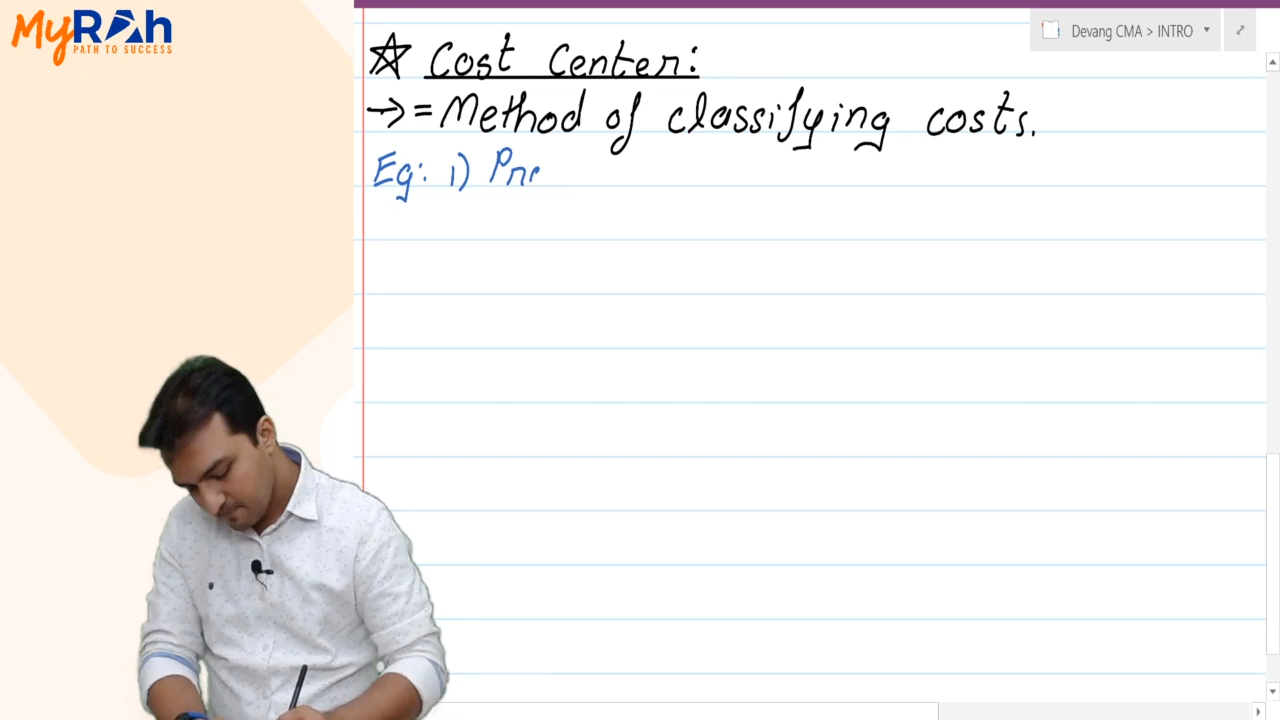 MyRAh
PATH TO SUCCESS
Devang CMA > INTRO
☆ Cost Center:
→ = Method of classifying costs.
Eg: 1)